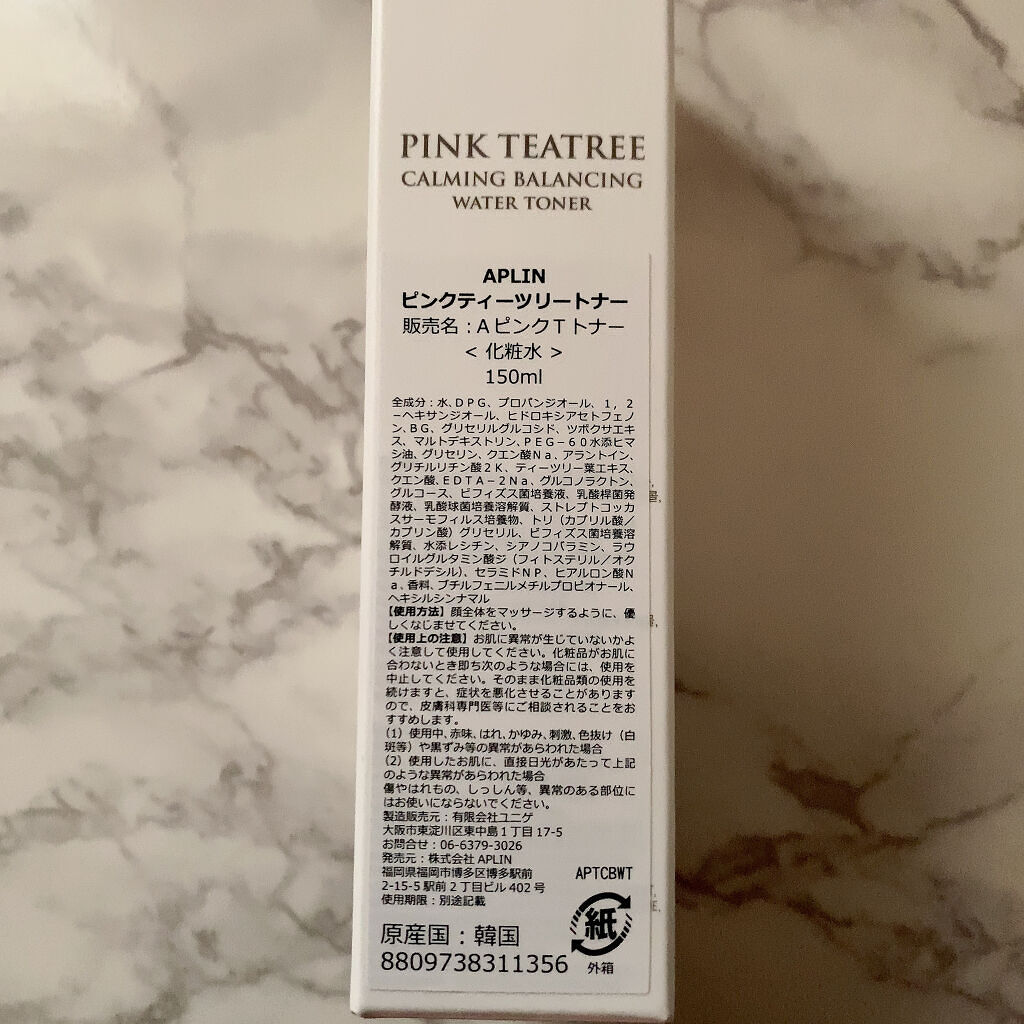 PINK TEATREE
CALMING BALANCING
WATER TONER
APLIN
ピンクティーツリートナー
販売名：AピンクTトナー
< 化粧水 >
150ml
全成分：水、DPG、プロパンジオール、1，2
－ヘキサンジオール、ヒドロキシアセトフェノ
ン、BG、グリセリルグルコシド、ツボクサエキ
ス、マルトデキストリン、PEG－60水添ヒマ
シ油、グリセリン、クエン酸Na、アラントイン、
グリチルリチン酸2K、ティーツリー葉エキス、
クエン酸、EDTA－2Na、グルコノラクトン、
グルコース、ビフィズス菌培養液、乳酸桿菌発
酵液、乳酸球菌培養溶解質、ストレプトコッカ
スサーモフィルス培養物、トリ（カプリル酸／
カプリン酸）グリセリル、ビフィズス菌培養溶
解質、水添レシチン、シアノコバラミン、ラウ
ロイルグルタミン酸ジ（フィトステリル／オク
チルドデシル）、セラミドNP、ヒアルロン酸N
a、香料、ブチルフェニルメチルプロピオナール、
ヘキシルシンナマル
【使用方法】顔全体をマッサージするように、優
しくなじませてください。
【使用上の注意】お肌に異常が生じていないかよ
く注意して使用してください。化粧品がお肌に
合わないとき即ち次のような場合には、使用を
中止してください。そのまま化粧品類の使用を
続けますと、症状を悪化させることがあります
ので、皮膚科専門医等にご相談されることをお
すすめします。
（1）使用中、赤味、はれ、かゆみ、刺激、色抜け（白
斑等）や黒ずみ等の異常があらわれた場合
（2）使用したお肌に、直接日光があたって上記
のような異常があらわれた場合
傷やはれもの、しっしん等、異常のある部位に
はお使いにならないでください。
製造販売元：有限会社ユニゲ
大阪市東淀川区東中島1丁目17-5
お問合せ：06-6379-3026
発売元：株式会社APLIN
福岡県福岡市博多区博多駅前
2-15-5駅前2丁目ビル402号
使用期限：別途記載
APTCBWT
紙
外箱
原産国：韓国
8809738311356